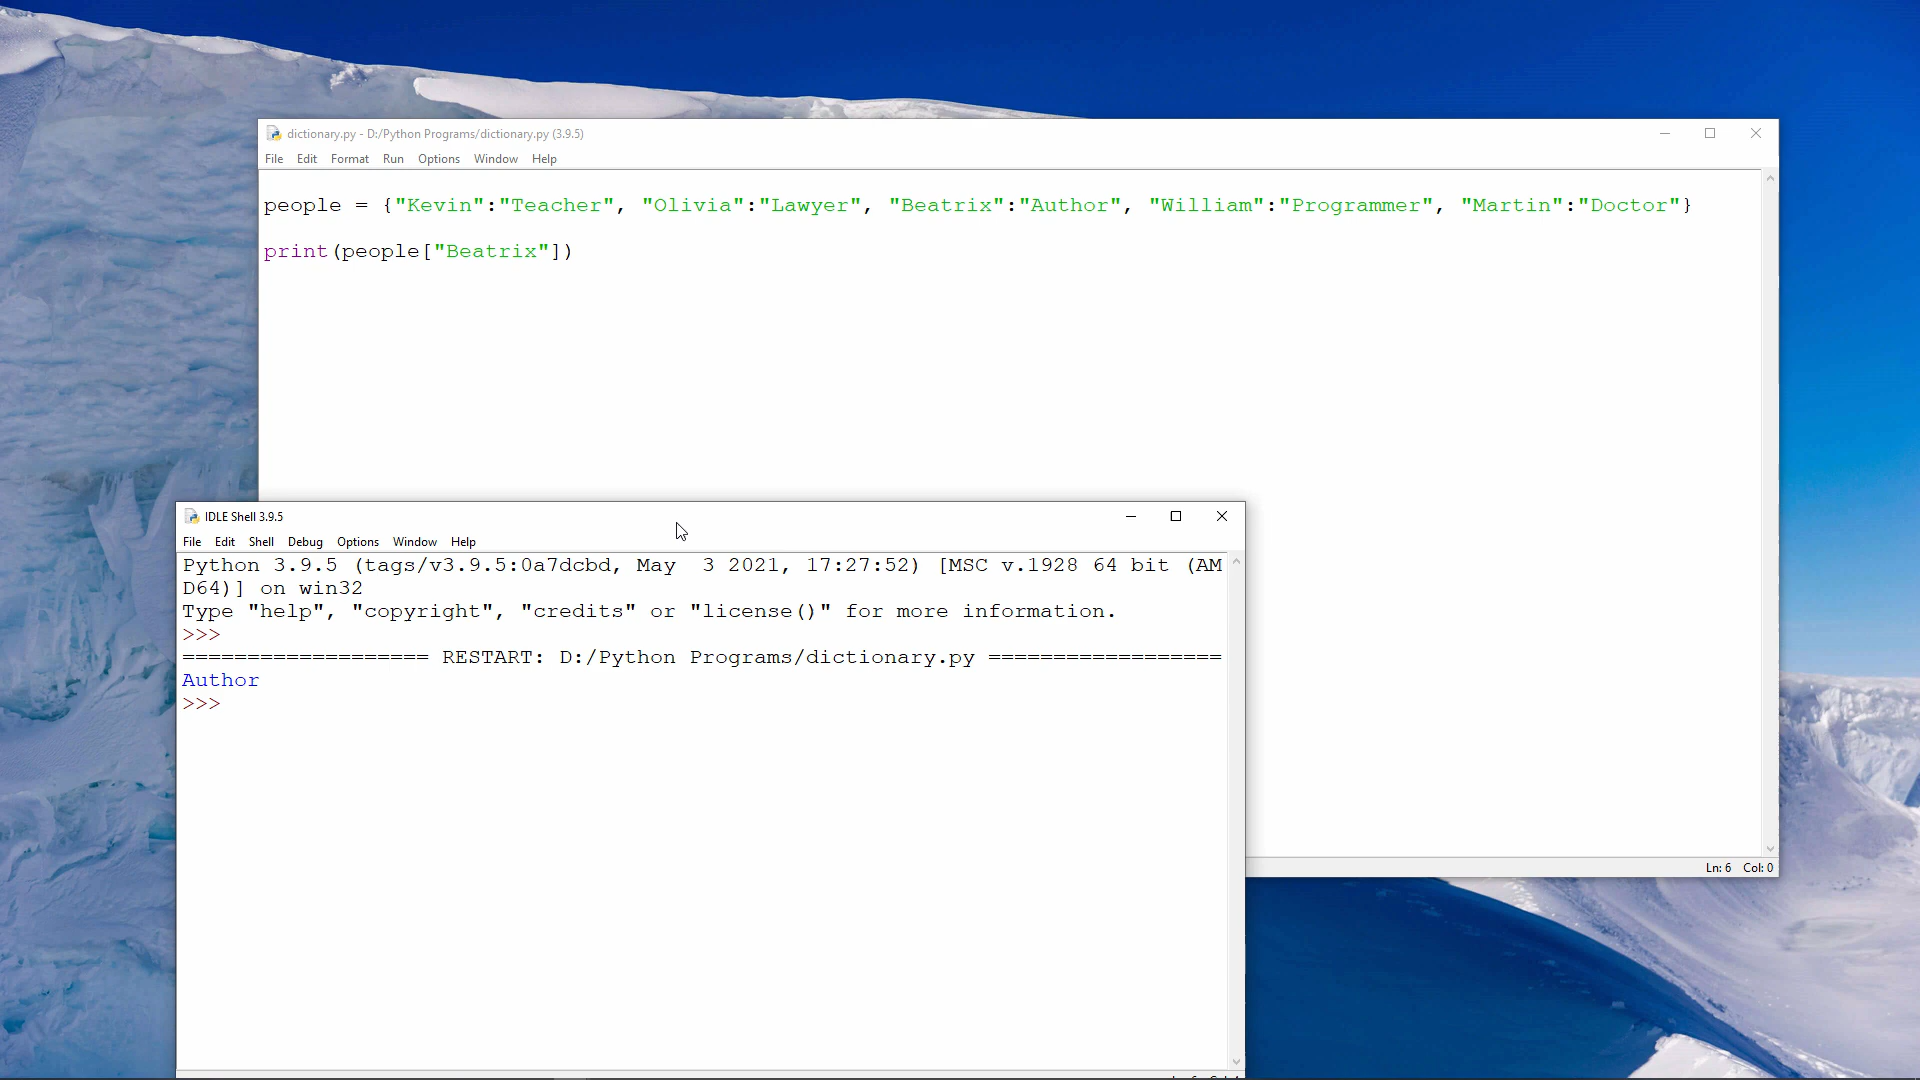 dictionary.py - D:/Python Programs/dictionary.py (3.9.5)
File Edit Format Run Options Window Help
people = {"Kevin":"Teacher", "Olivia":"Lawyer", "Beatrix":"Author", "William":"Programmer", "Martin":"Doctor"}
print(people["Beatrix"])
Ln: 6 Col: 0
IDLE Shell 3.9.5
File Edit Shell Debug Options Window Help
Python 3.9.5 (tags/v3.9.5:0a7dcbd, May  3 2021, 17:27:52) [MSC v.1928 64 bit (AM
D64)] on win32
Type "help", "copyright", "credits" or "license()" for more information.
>>>
=================== RESTART: D:/Python Programs/dictionary.py ==================
Author
>>>